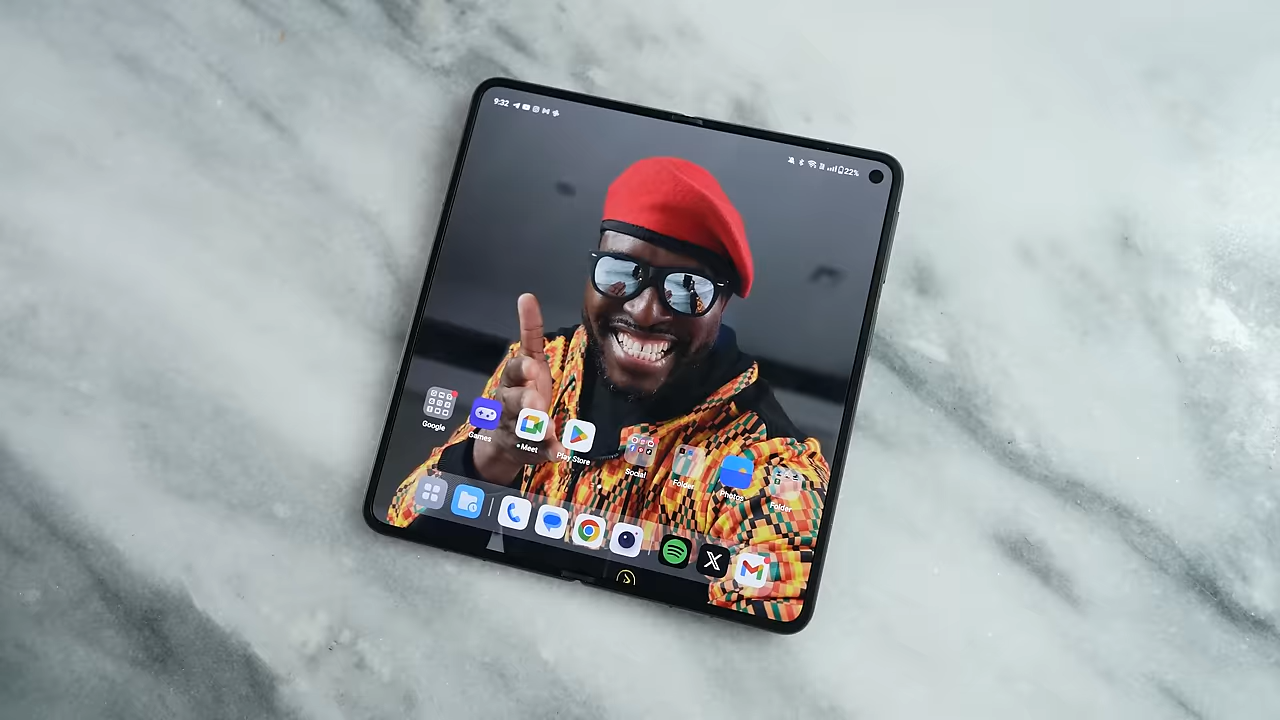 9:32
22%
Google
Games
Meet
Play Store
Social
Folder
Photos
Folder